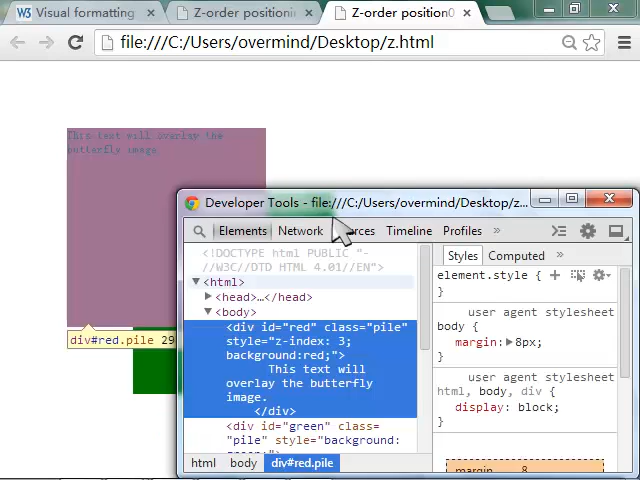 Visual formatting
Z-order position
Z-order position0
file:///C:/Users/overmind/Desktop/z.html
This text will overlay the
butterfly image.
div#red.pile 29
Developer Tools - file:///C:/Users/overmind/Desktop/z...
Elements Network Timeline Profiles »
<!DOCTYPE html PUBLIC "-
//W3C//DTD HTML 4.01//EN">
<html>
<head>…</head>
<body>
<div id="red" class="pile"
style="z-index: 3;
background:red;">
This text will
overlay the butterfly
image.
</div>
<div id="green" class=
"pile" style="background:
html body div#red.pile
Styles Computed »
element.style {
}
user agent stylesheet
body {
margin: 8px;
}
user agent stylesheet
html, body, div {
display: block;
}
margin 8